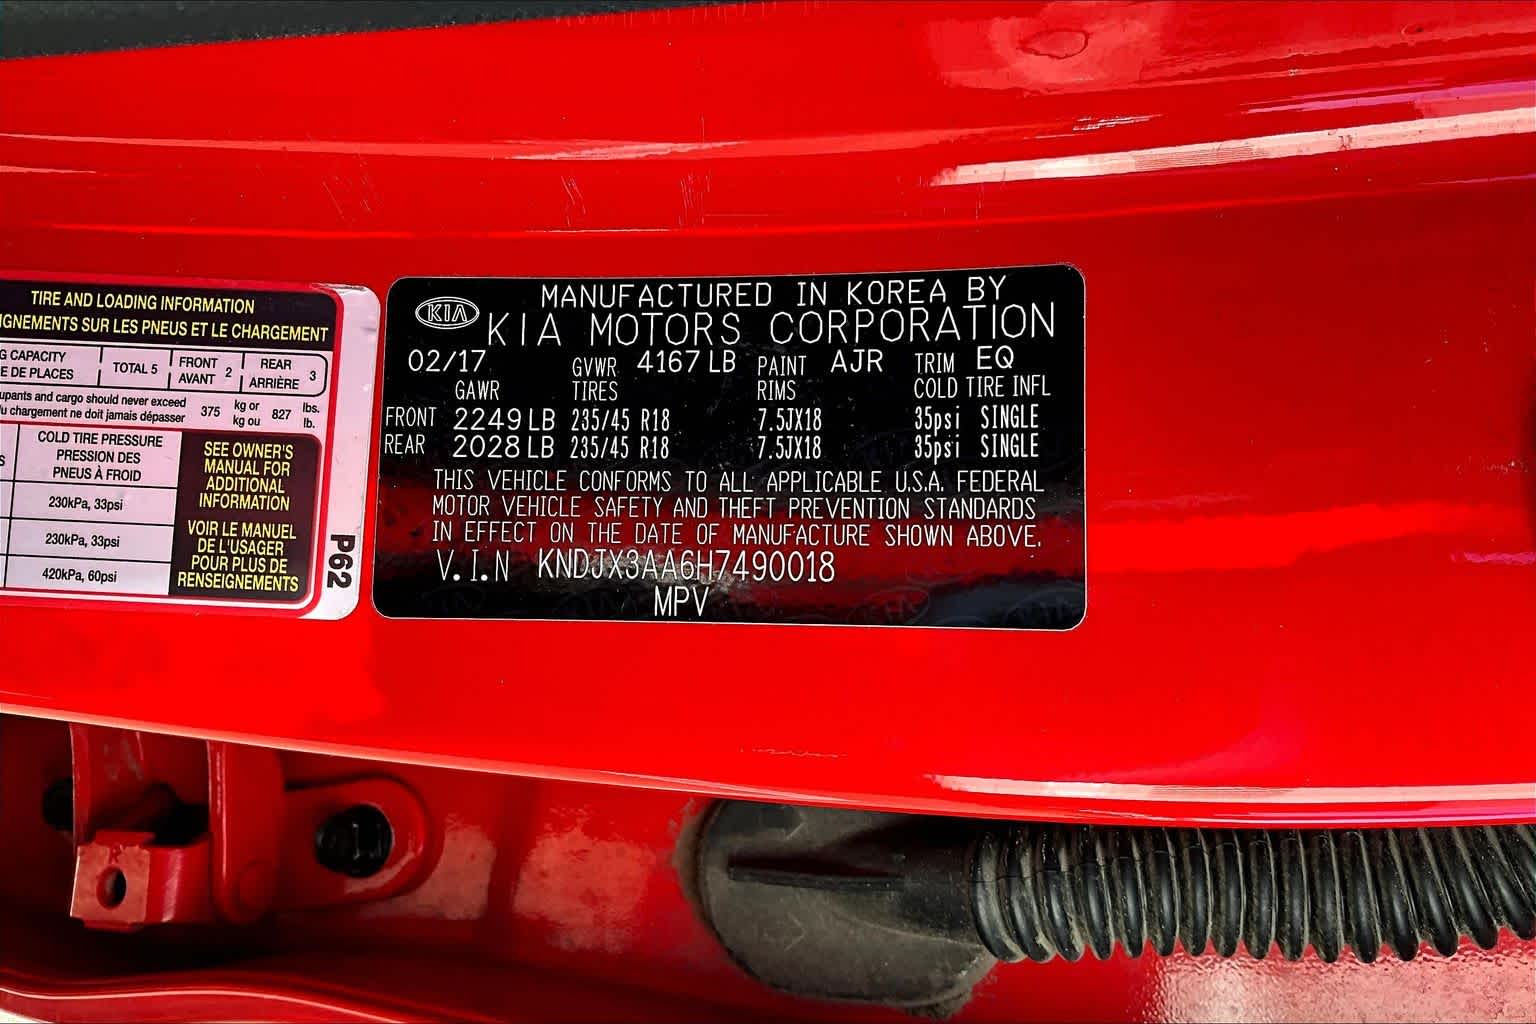 TIRE AND LOADING INFORMATION
IGNEMENTS SUR LES PNEUS ET LE CHARGEMENT
G CAPACITY
E DE PLACES
TOTAL 5
FRONT
AVANT
2
REAR
ARRIÈRE
3
upants and cargo should never exceed
u chargement ne doit jamais dépasser
375
kg or
kg ou
827
lbs.
lb.
S
COLD TIRE PRESSURE
PRESSION DES
PNEUS À FROID
230kPa, 33psi
230kPa, 33psi
420kPa, 60psi
SEE OWNER'S
MANUAL FOR
ADDITIONAL
INFORMATION
VOIR LE MANUEL
DE L'USAGER
POUR PLUS DE
RENSEIGNEMENTS
P62
KIA
MANUFACTURED IN KOREA BY
KIA MOTORS CORPORATION
02/17 GVWR 4167 LB PAINT AJR TRIM EQ
GAWR TIRES RIMS COLD TIRE INFL
FRONT 2249 LB 235/45 R18 7.5JX18 35psi SINGLE
REAR 2028 LB 235/45 R18 7.5JX18 35psi SINGLE
THIS VEHICLE CONFORMS TO ALL APPLICABLE U.S.A. FEDERAL
MOTOR VEHICLE SAFETY AND THEFT PREVENTION STANDARDS
IN EFFECT ON THE DATE OF MANUFACTURE SHOWN ABOVE.
V.I.N KNDJX3AA6H7490018
MPV